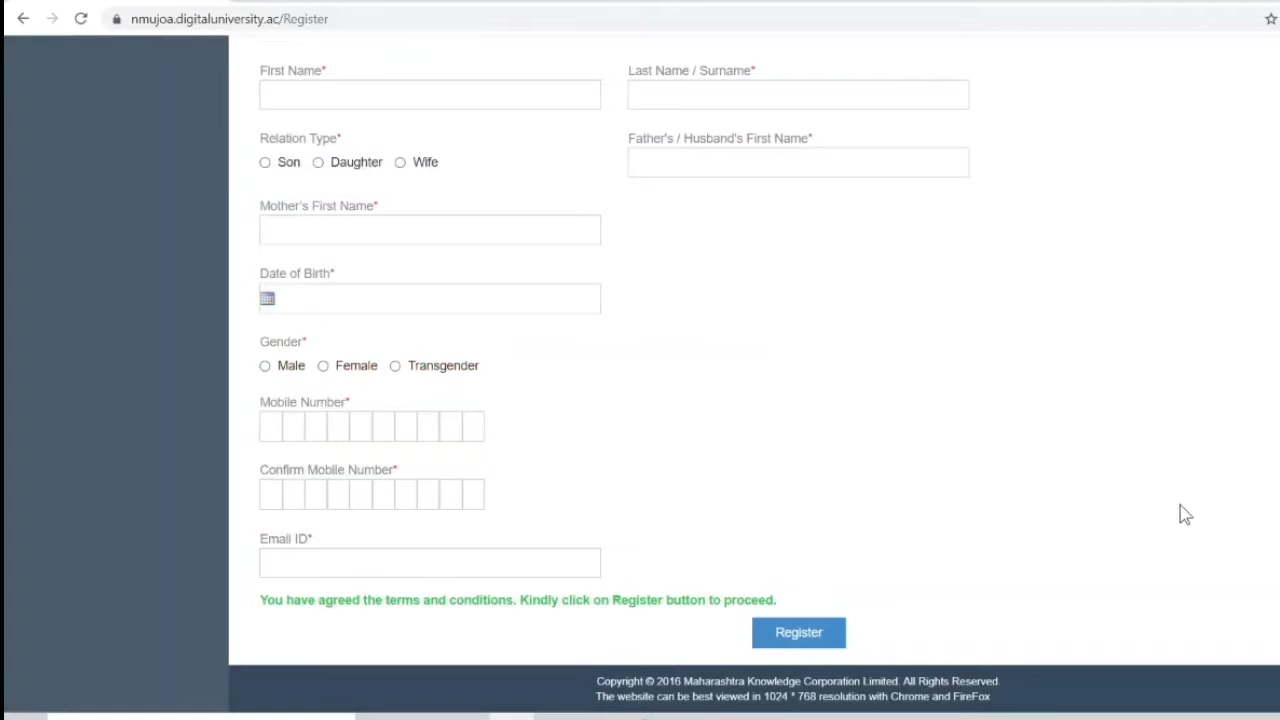 nmujoa.digitaluniversity.ac/Register
First Name* Last Name / Surname*
Relation Type* Father's / Husband's First Name*
Son Daughter Wife
Mother's First Name*
Date of Birth*
Gender*
Male Female Transgender
Mobile Number*
Confirm Mobile Number*
Email ID*
You have agreed the terms and conditions. Kindly click on Register button to proceed.
Register
Copyright © 2016 Maharashtra Knowledge Corporation Limited. All Rights Reserved.
The website can be best viewed in 1024 * 768 resolution with Chrome and FireFox